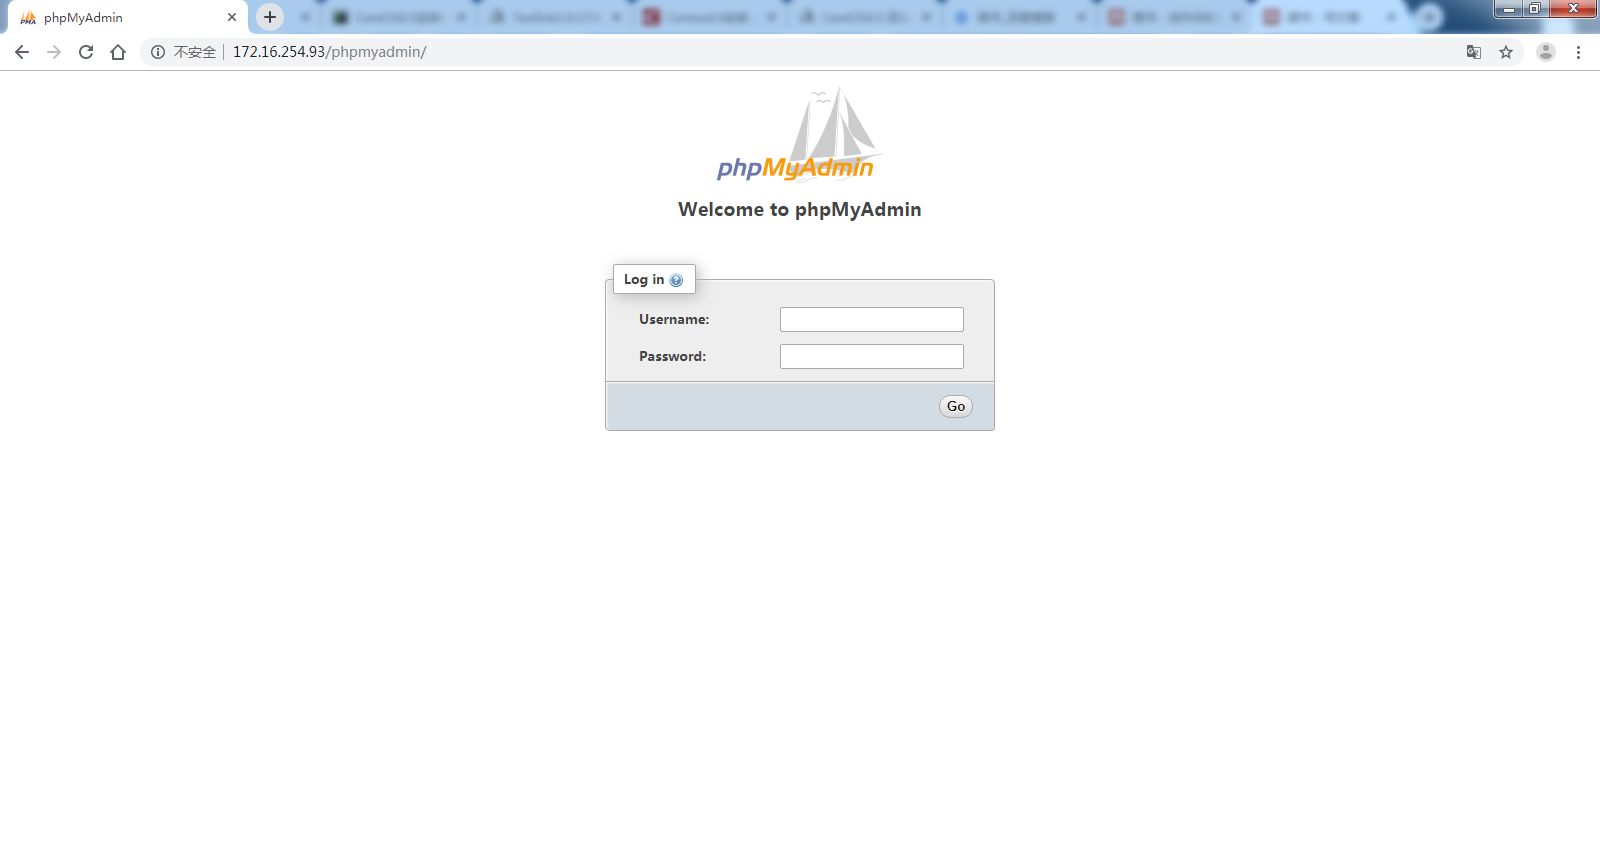 phpMyAdmin
不安全 172.16.254.93/phpmyadmin/
phpMyAdmin
Welcome to phpMyAdmin
Log in
Username:
Password:
Go